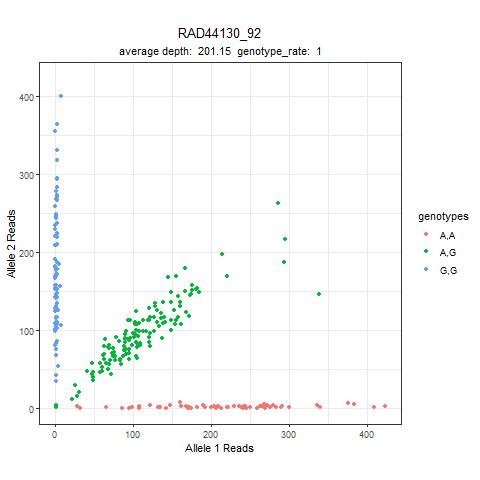 RAD44130_92
average depth: 201.15 genotype_rate: 1
Allele 2 Reads
400
300
200
100
0
0
100
200
300
400
Allele 1 Reads
genotypes
A,A
A,G
G,G